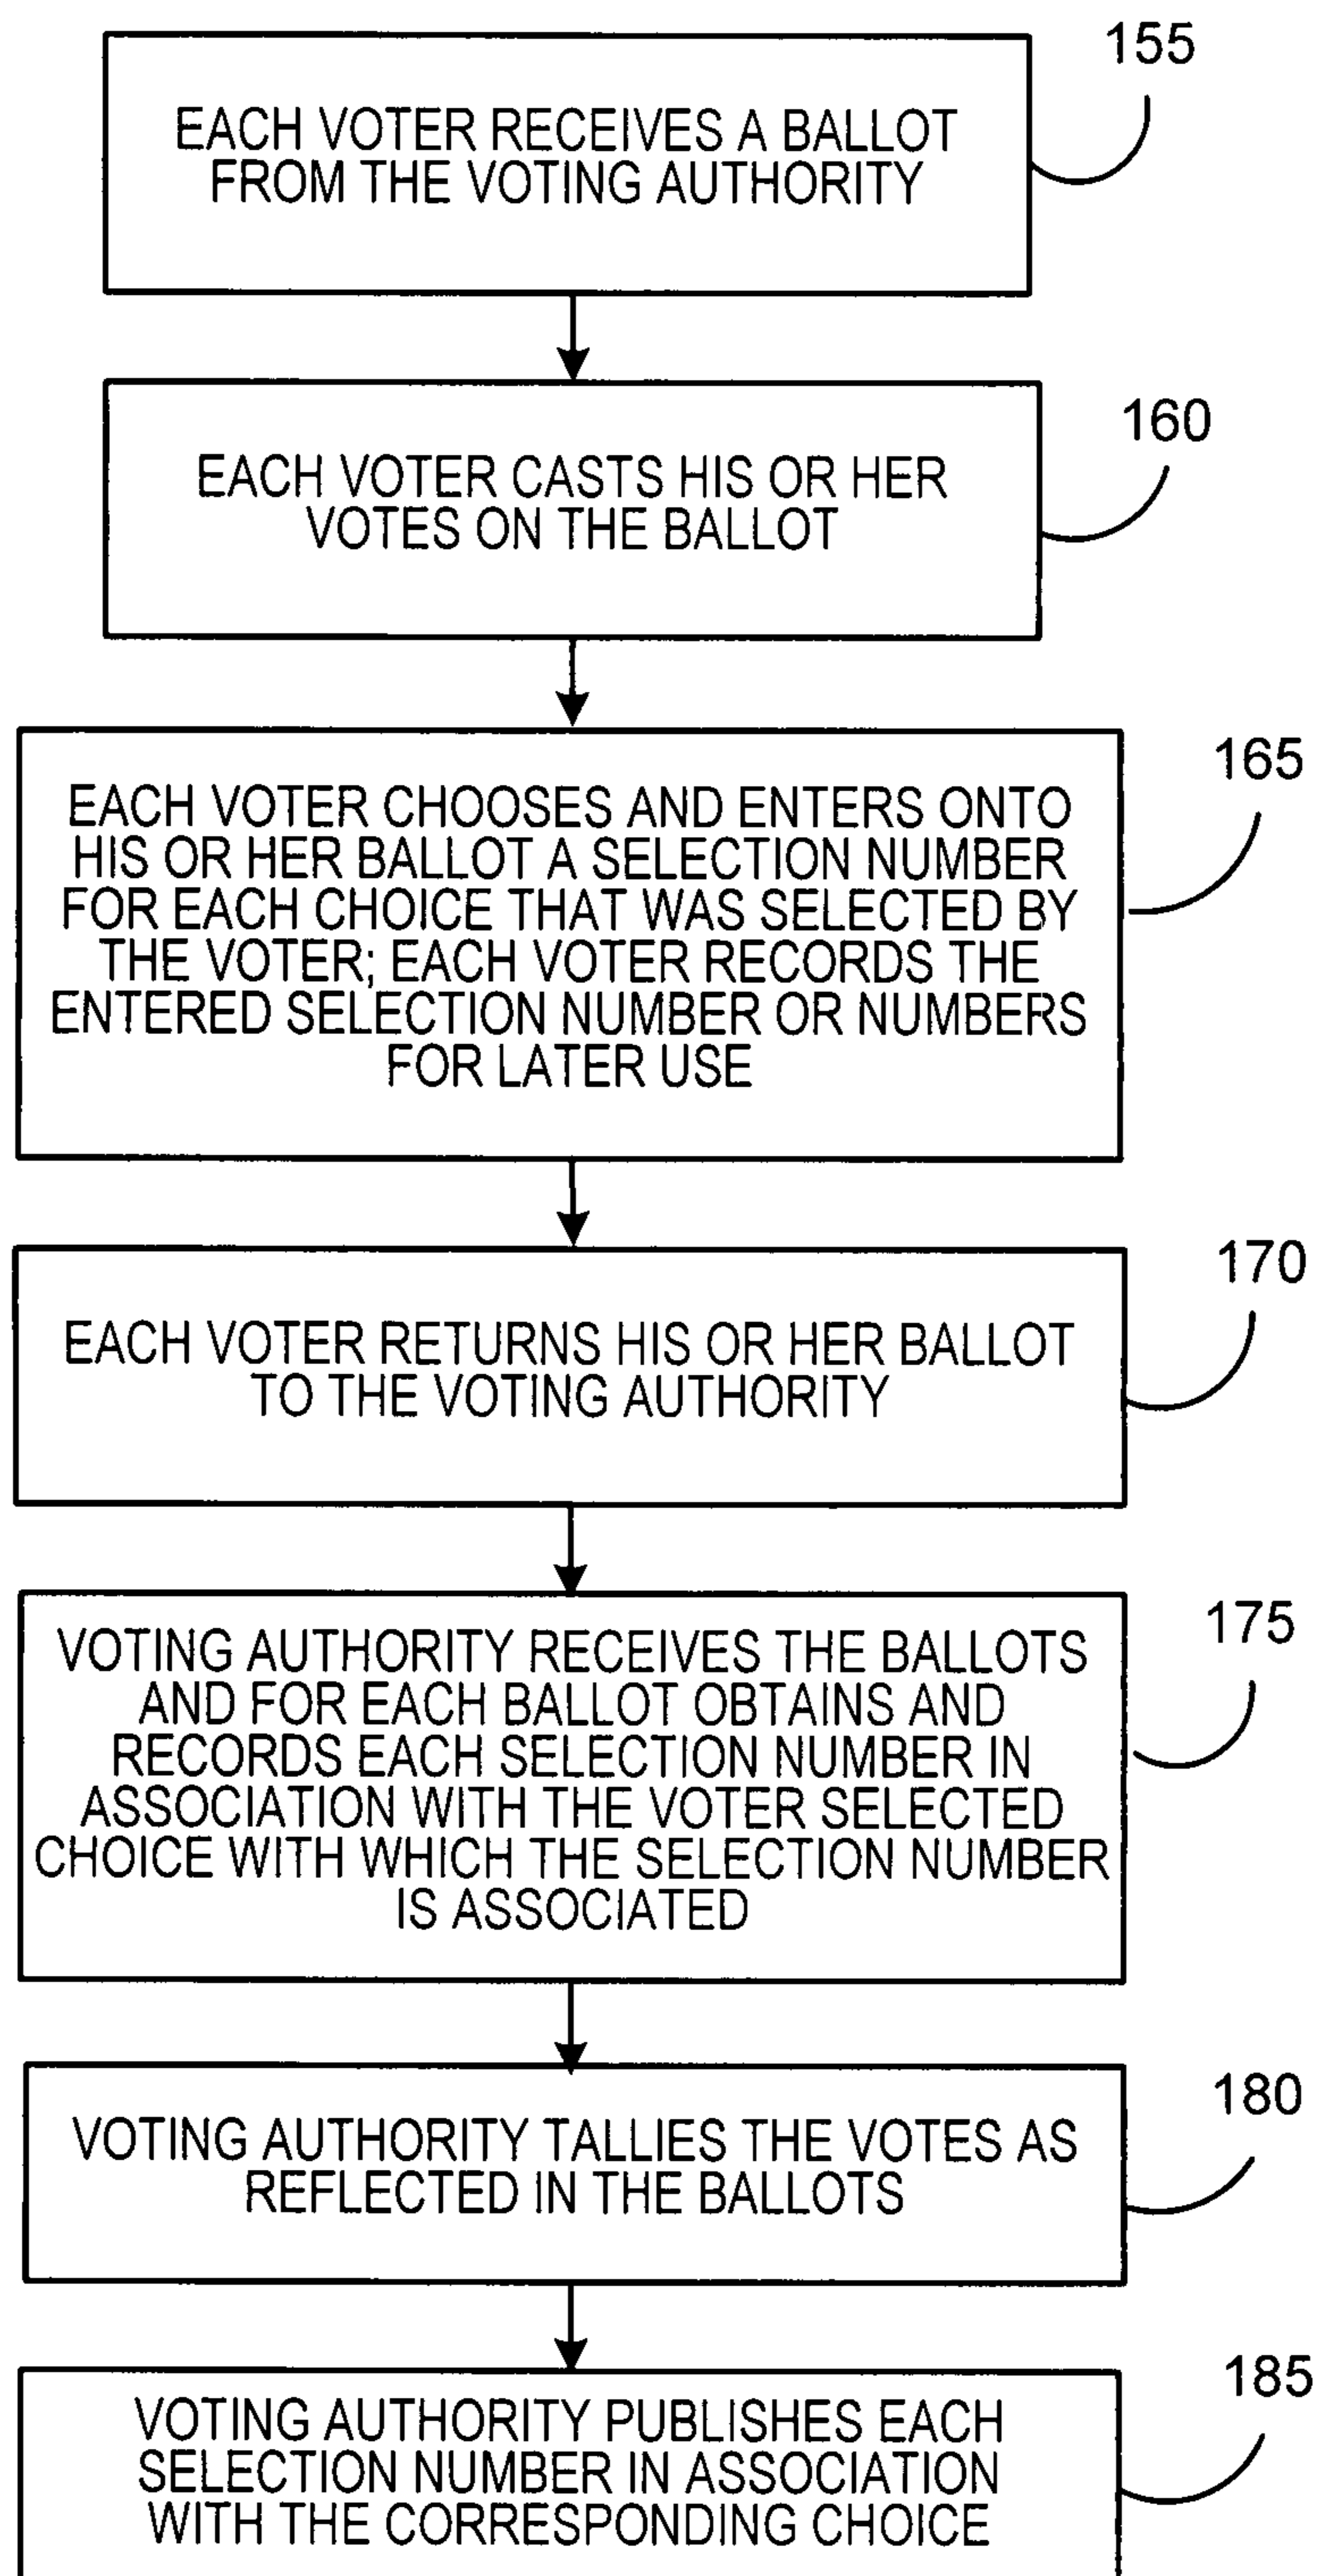 155
EACH VOTER RECEIVES A BALLOT
FROM THE VOTING AUTHORITY
160
EACH VOTER CASTS HIS OR HER
VOTES ON THE BALLOT
165
EACH VOTER CHOOSES AND ENTERS ONTO
HIS OR HER BALLOT A SELECTION NUMBER
FOR EACH CHOICE THAT WAS SELECTED BY
THE VOTER; EACH VOTER RECORDS THE
ENTERED SELECTION NUMBER OR NUMBERS
FOR LATER USE
170
EACH VOTER RETURNS HIS OR HER BALLOT
TO THE VOTING AUTHORITY
175
VOTING AUTHORITY RECEIVES THE BALLOTS
AND FOR EACH BALLOT OBTAINS AND
RECORDS EACH SELECTION NUMBER IN
ASSOCIATION WITH THE VOTER SELECTED
CHOICE WITH WHICH THE SELECTION NUMBER
IS ASSOCIATED
180
VOTING AUTHORITY TALLIES THE VOTES AS
REFLECTED IN THE BALLOTS
185
VOTING AUTHORITY PUBLISHES EACH
SELECTION NUMBER IN ASSOCIATION
WITH THE CORRESPONDING CHOICE